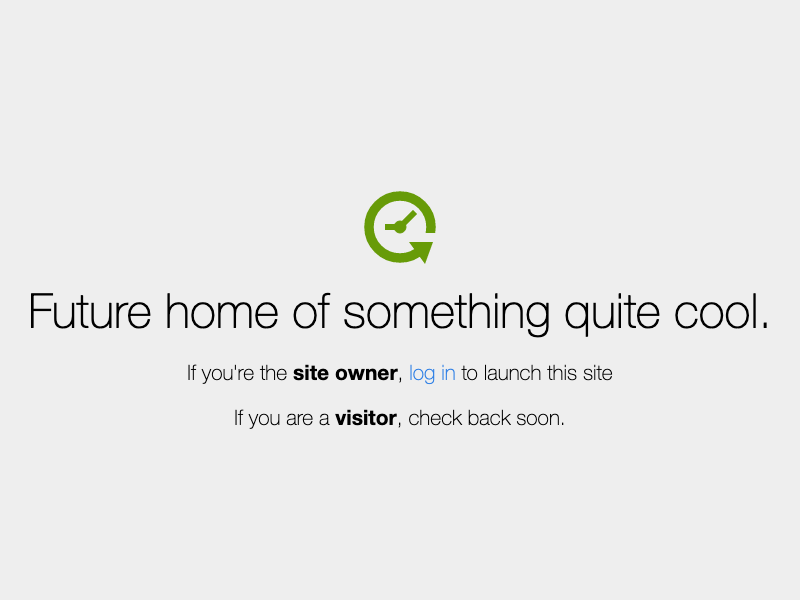 Future home of something quite cool.
If you're the site owner, log in to launch this site
If you are a visitor, check back soon.